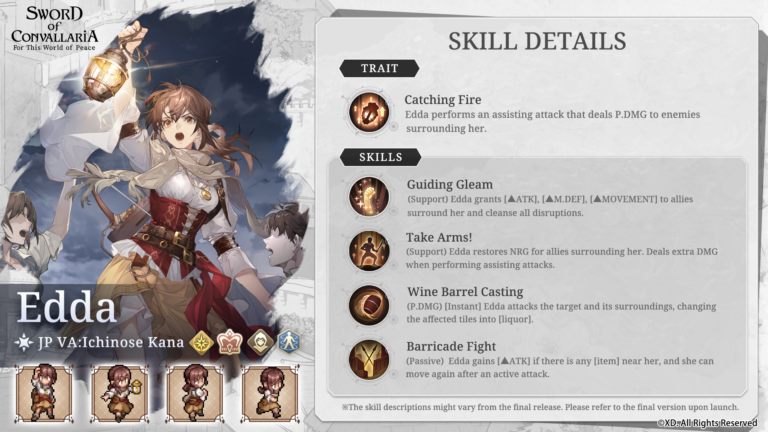 SWORD
of
CONVALLARIA
For This World of Peace
Edda
JP VA:Ichinose Kana
SKILL DETAILS
TRAIT
Catching Fire
Edda performs an assisting attack that deals P.DMG to enemies
surrounding her.
SKILLS
Guiding Gleam
(Support) Edda grants [▲ATK], [▲M.DEF], [▲MOVEMENT] to allies
surround her and cleanse all disruptions.
Take Arms!
(Support) Edda restores NRG for allies surrounding her. Deals extra DMG
when performing assisting attacks.
Wine Barrel Casting
(P.DMG) [Instant] Edda attacks the target and its surroundings, changing
the affected tiles into [liquor].
Barricade Fight
(Passive) Edda gains [▲ATK] if there is any [item] near her, and she can
move again after an active attack.
※The skill descriptions might vary from the final release. Please refer to the final version upon launch.
©XD. All Rights Reserved